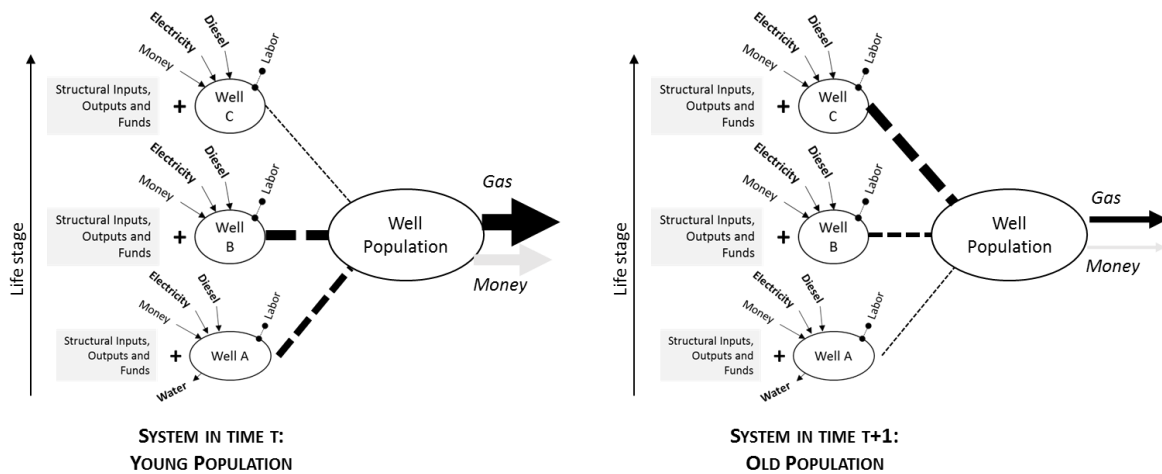 Life stage
Electricity
Diesel
Labor
Money
Structural Inputs,
Outputs and
Funds
+
Well
C
Electricity
Diesel
Labor
Money
Structural Inputs,
Outputs and
Funds
+
Well
B
Electricity
Diesel
Labor
Money
Structural Inputs,
Outputs and
Funds
+
Well A
Water
Well
Population
Gas
Money
SYSTEM IN TIME T:
YOUNG POPULATION
Life stage
Electricity
Diesel
Labor
Money
Structural Inputs,
Outputs and
Funds
+
Well
C
Electricity
Diesel
Labor
Money
Structural Inputs,
Outputs and
Funds
+
Well
B
Electricity
Diesel
Labor
Money
Structural Inputs,
Outputs and
Funds
+
Well A
Water
Well
Population
Gas
Money
SYSTEM IN TIME T+1:
OLD POPULATION